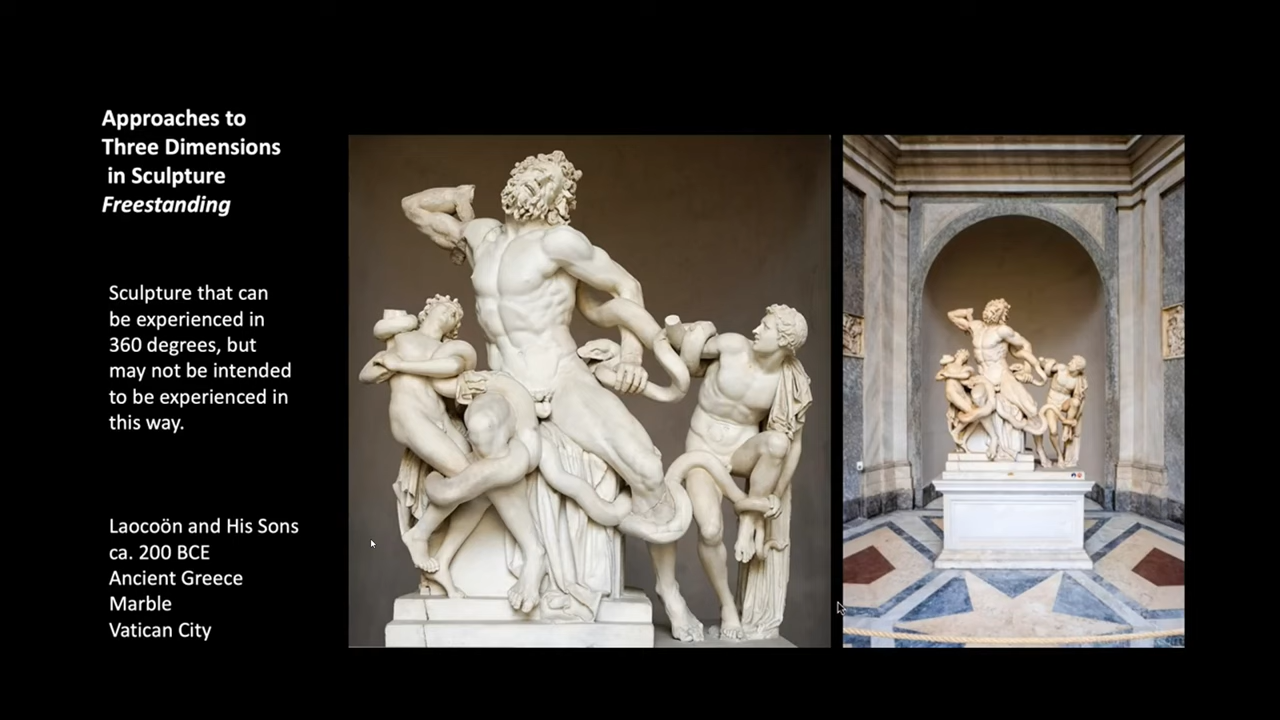 Approaches to
Three Dimensions
in Sculpture
Freestanding
Sculpture that can
be experienced in
360 degrees, but
may not be intended
to be experienced in
this way.
Laocoön and His Sons
ca. 200 BCE
Ancient Greece
Marble
Vatican City